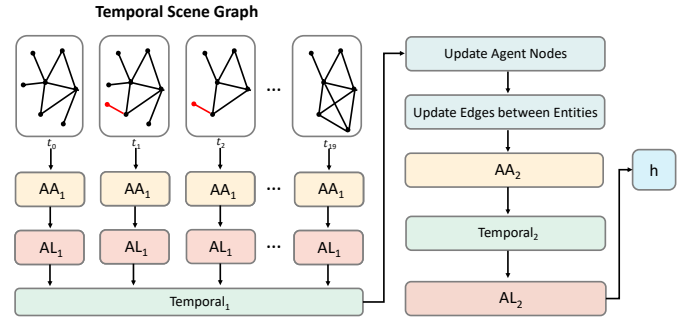 Temporal Scene Graph
...
t₀ t₁ t₂ t₁₉
AA₁ AA₁ AA₁ ... AA₁
AL₁ AL₁ AL₁ ... AL₁
Temporal₁
Update Agent Nodes
Update Edges between Entities
AA₂
Temporal₂
AL₂
h